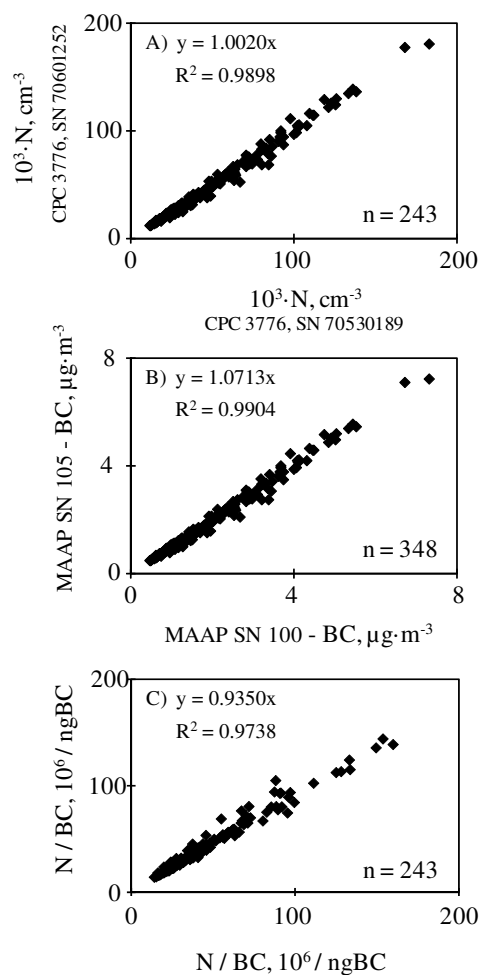 200
A) y = 1.0020x
R² = 0.9898
10³·N, cm⁻³
CPC 3776, SN 70601252
100
n = 243
0
0 100 200
10³·N, cm⁻³
CPC 3776, SN 70530189
8
B) y = 1.0713x
R² = 0.9904
MAAP SN 105 - BC, µg·m⁻³
4
n = 348
0
0 4 8
MAAP SN 100 - BC, µg·m⁻³
200
C) y = 0.9350x
R² = 0.9738
N / BC, 10⁶ / ngBC
100
n = 243
0
0 100 200
N / BC, 10⁶ / ngBC